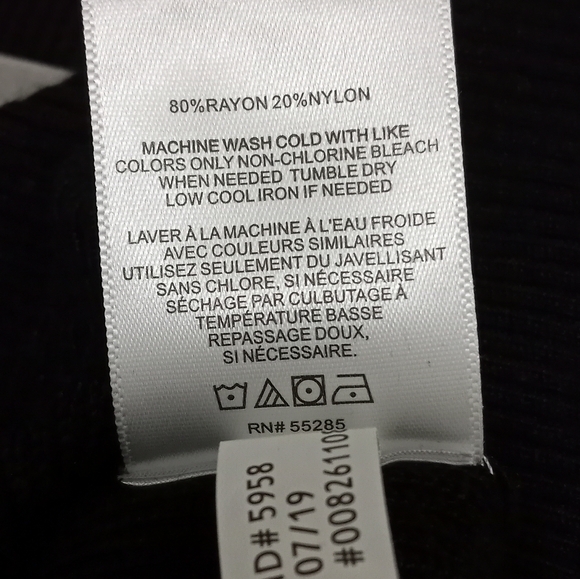 80%RAYON 20%NYLON
MACHINE WASH COLD WITH LIKE
COLORS ONLY NON-CHLORINE BLEACH
WHEN NEEDED TUMBLE DRY
LOW COOL IRON IF NEEDED
LAVER À LA MACHINE À L'EAU FROIDE
AVEC COULEURS SIMILAIRES
UTILISEZ SEULEMENT DU JAVELLISANT
SANS CHLORE, SI NÉCESSAIRE
SÉCHAGE PAR CULBUTAGE À
TEMPÉRATURE BASSE
REPASSAGE DOUX,
SI NÉCESSAIRE.
RN# 55285
ID# 5958
07/19
#008261100